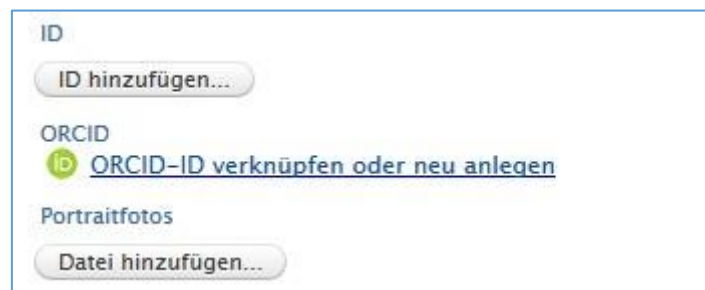 ID
ID hinzufügen...
ORCID
iD ORCID-ID verknüpfen oder neu anlegen
Portraitfotos
Datei hinzufügen...